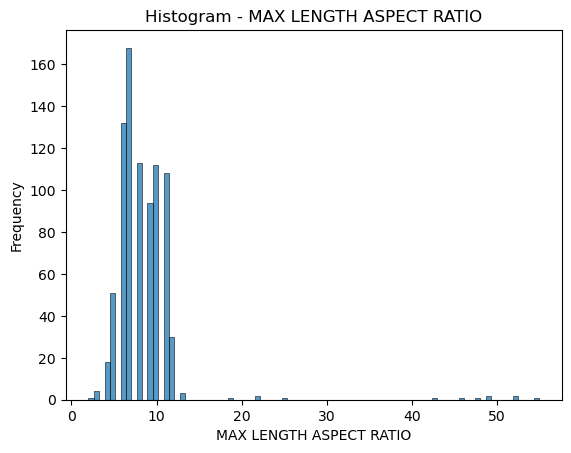 Histogram - MAX LENGTH ASPECT RATIO
160
140
120
100
80
60
40
20
0
Frequency
0 10 20 30 40 50
MAX LENGTH ASPECT RATIO